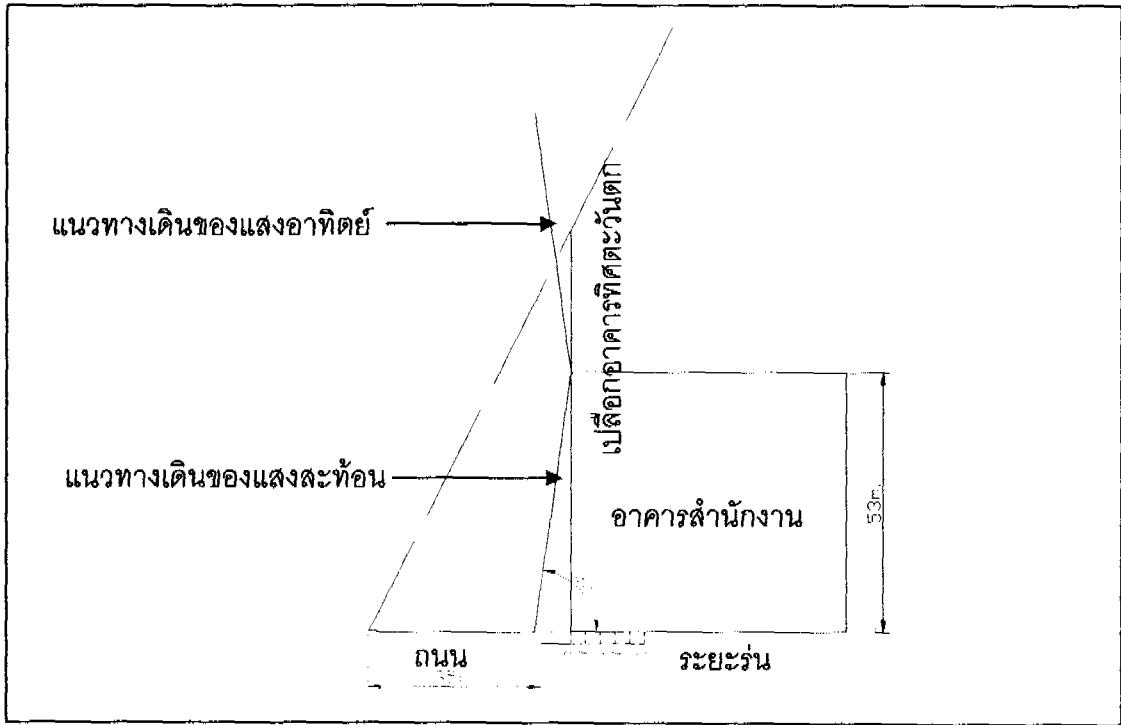 แนวทางเดินของแสงอาทิตย์
เปลือกอาคารทิศตะวันตก
แนวทางเดินของแสงสะท้อน
อาคารสำนักงาน
53m.
ถนน
ระยะร่น